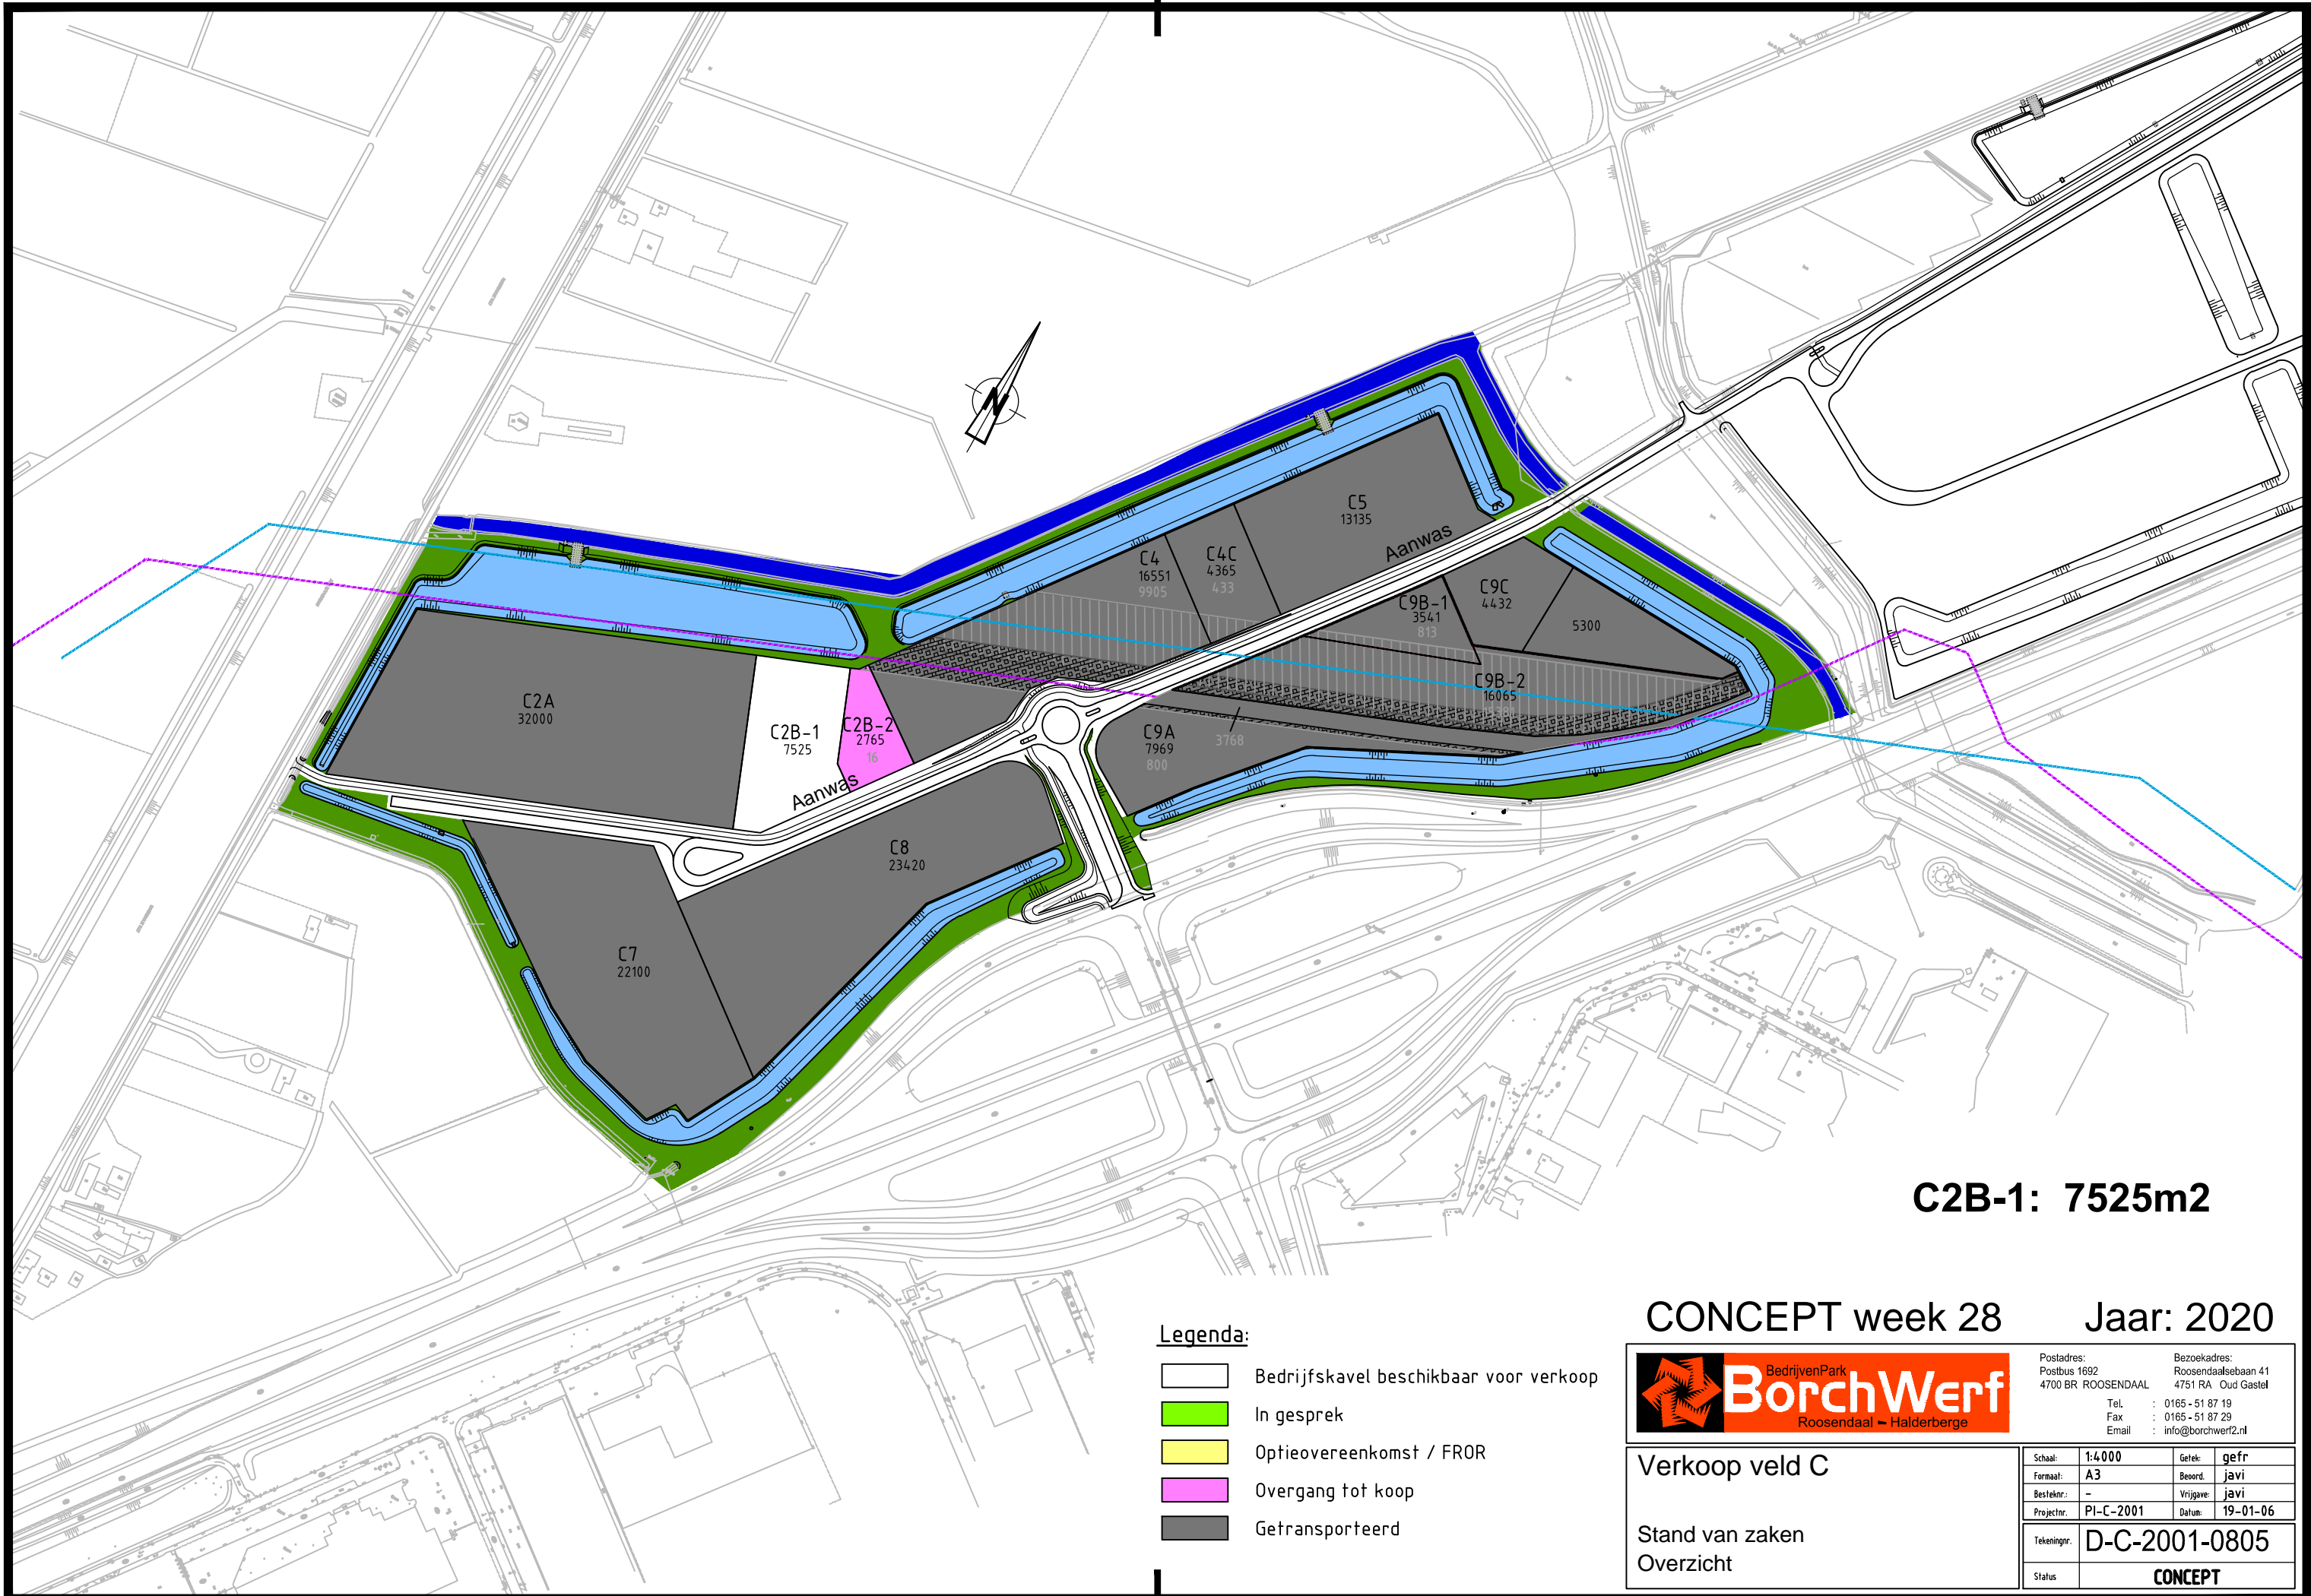 N
C5
13135
Aanwas
C4
16551
9905
C4C
4365
433
C9B-1
3541
813
C9C
4432
5300
C9B-2
16065
C2A
32000
C2B-1
7525
C2B-2
2765
16
Aanwas
C9A
7969
800
3768
C8
23420
C7
22100
C2B-1: 7525m2
CONCEPT week 28 Jaar: 2020
Legenda:
Bedrijfskavel beschikbaar voor verkoop
In gesprek
Optieovereenkomst / FROR
Overgang tot koop
Getransporteerd
BedrijvenPark
BorchWerf
Roosendaal – Halderberge
Postadres: Bezoekadres:
Postbus 1692 Roosendaalsebaan 41
4700 BR ROOSENDAAL 4751 RA Oud Gastel
Tel. : 0165 - 51 87 19
Fax : 0165 - 51 87 29
Email : info@borchwerf2.nl
Verkoop veld C
Stand van zaken
Overzicht
Schaal: 1:4000 Getek: gefr
Formaat: A3 Beoord. javi
Besteknr.: - Vrijgave: javi
Projectnr. PI-C-2001 Datum: 19-01-06
Tekeningnr. D-C-2001-0805
Status CONCEPT